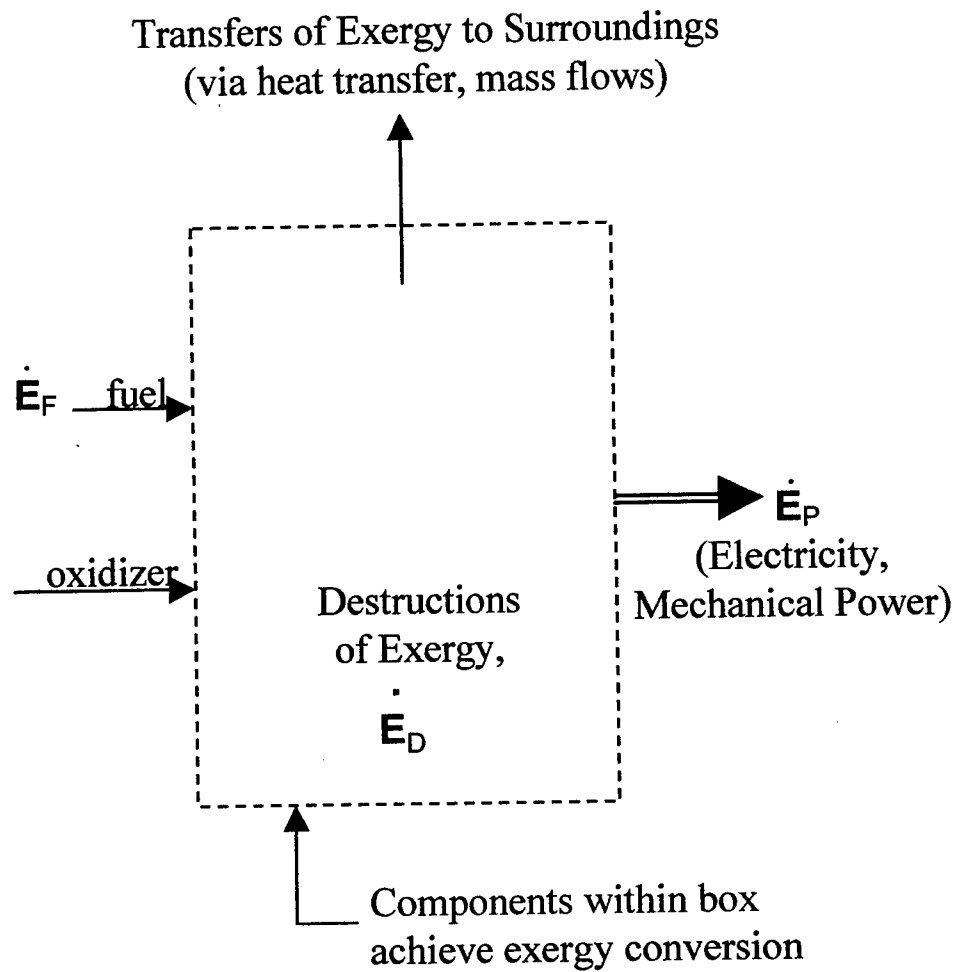 Transfers of Exergy to Surroundings
(via heat transfer, mass flows)
Ė_F fuel
Ė_P
(Electricity,
Mechanical Power)
oxidizer
Destructions
of Exergy,
Ė_D
Components within box
achieve exergy conversion